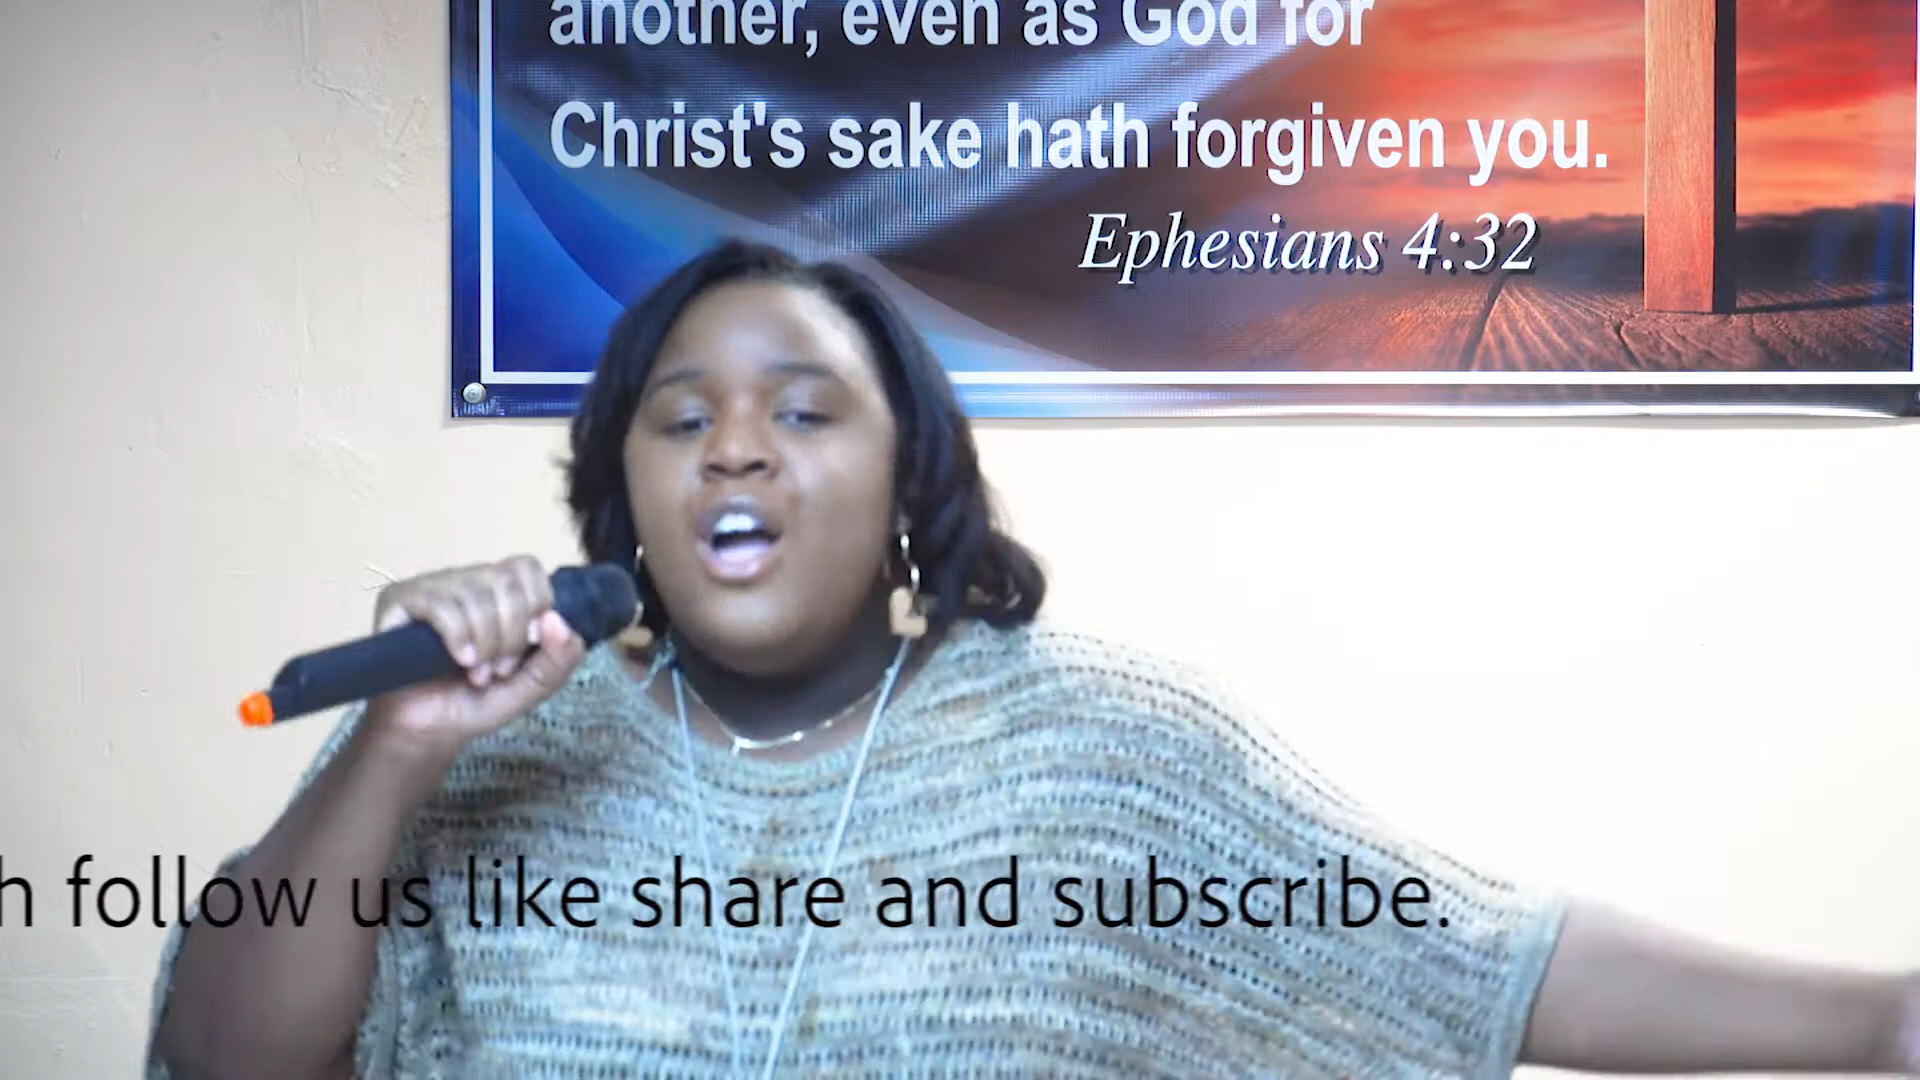 another, even as God for
Christ's sake hath forgiven you.
Ephesians 4:32
h follow us like share and subscribe.